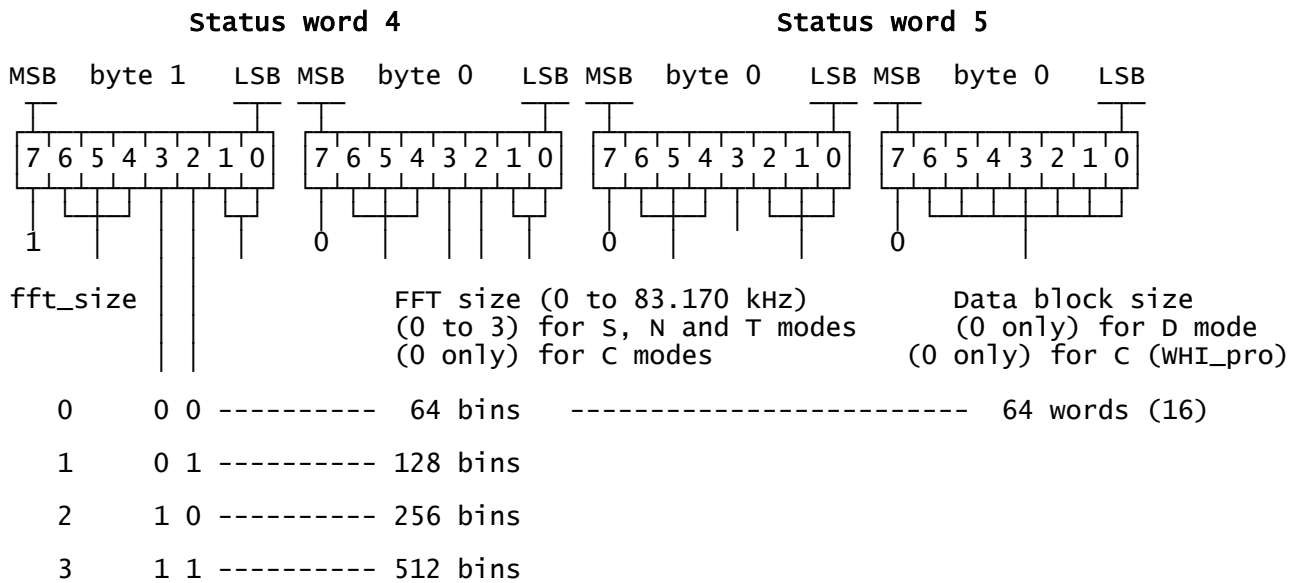 Status word 4 Status word 5
MSB byte 1 LSB MSB byte 0 LSB MSB byte 0 LSB MSB byte 0 LSB
7 6 5 4 3 2 1 0 7 6 5 4 3 2 1 0 7 6 5 4 3 2 1 0 7 6 5 4 3 2 1 0
1 0 0 0
fft_size FFT size (0 to 83.170 kHz) Data block size
(0 to 3) for S, N and T modes (0 only) for D mode
(0 only) for C modes (0 only) for C (WHI_pro)
0 0 0 ---------- 64 bins ------------------------- 64 words (16)
1 0 1 ---------- 128 bins
2 1 0 ---------- 256 bins
3 1 1 ---------- 512 bins